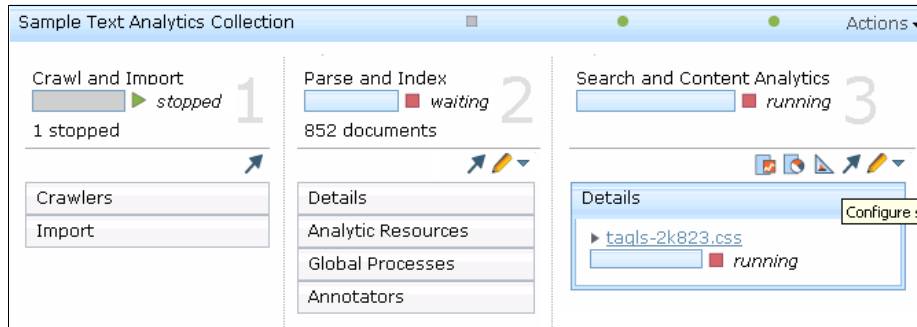 Sample Text Analytics Collection
Actions
Crawl and Import
1
stopped
1 stopped
Crawlers
Import
Parse and Index
2
waiting
852 documents
Details
Analytic Resources
Global Processes
Annotators
Search and Content Analytics
3
running
Details
Configure s
taqls-2k823.css
running